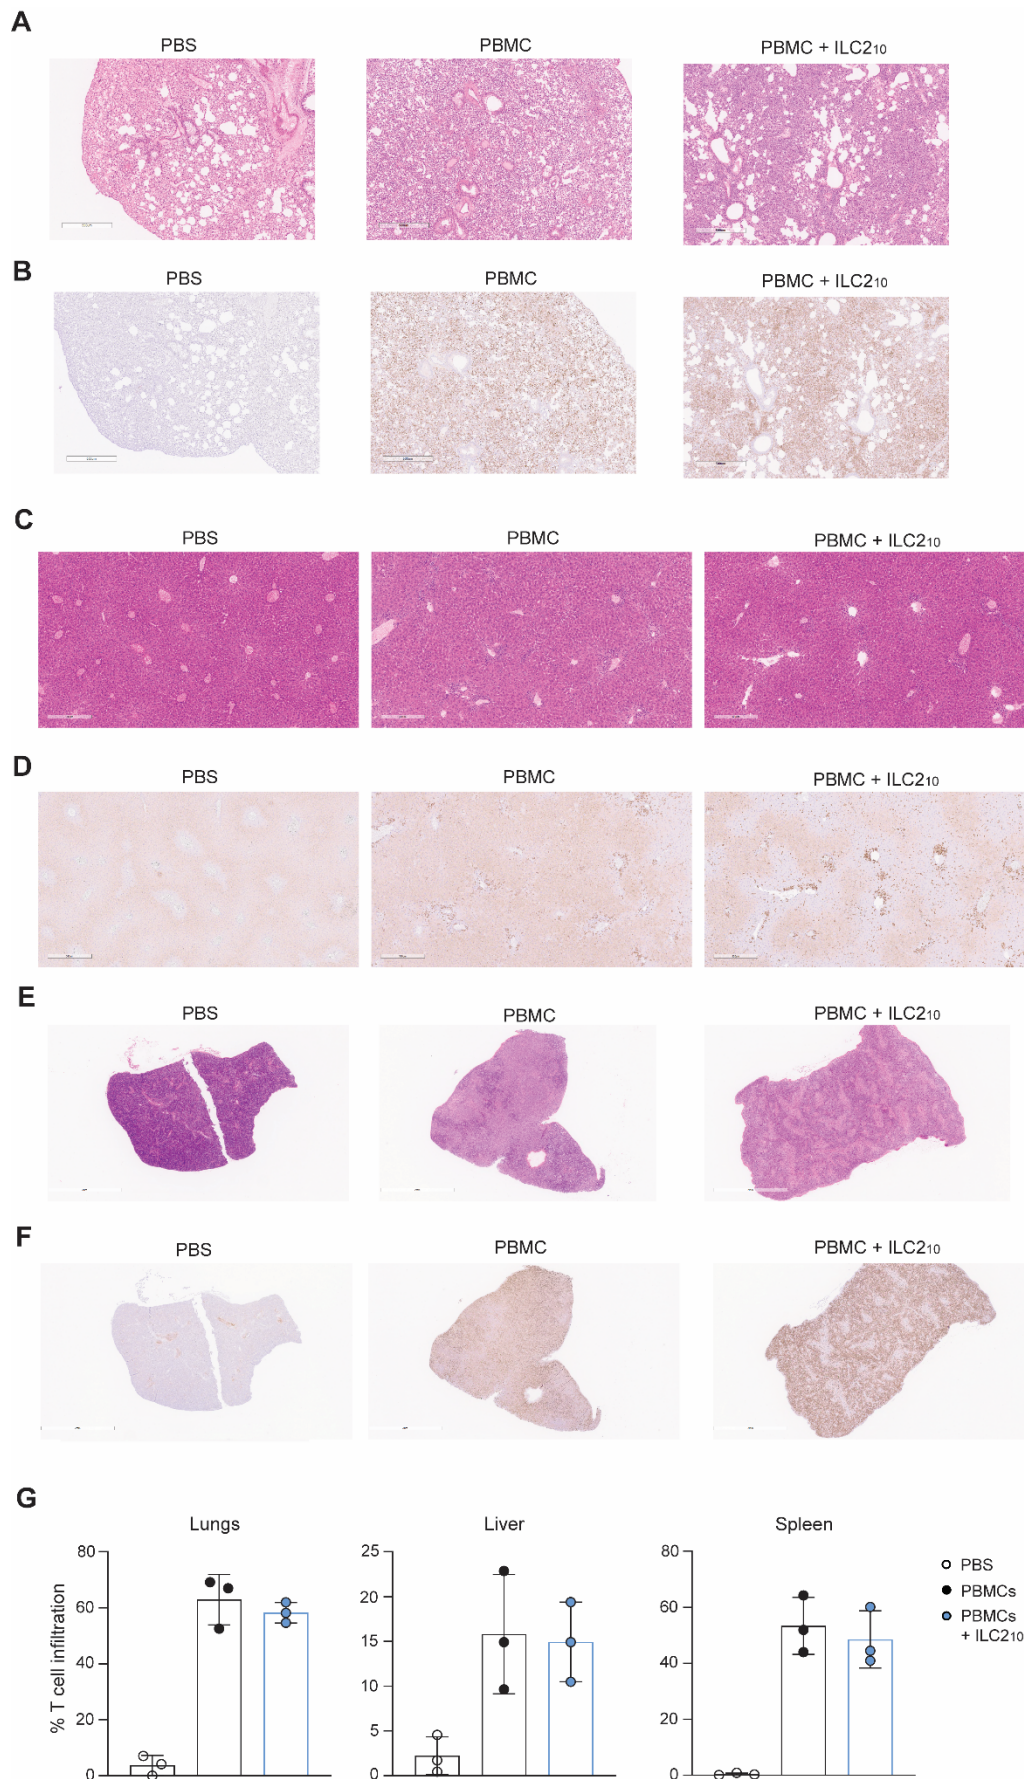 A
PBS
PBMC
PBMC + ILC210
B
PBS
PBMC
PBMC + ILC210
C
PBS
PBMC
PBMC + ILC210
D
PBS
PBMC
PBMC + ILC210
E
PBS
PBMC
PBMC + ILC210
F
PBS
PBMC
PBMC + ILC210
G
Lungs
Liver
Spleen
% T cell infiltration
80
60
40
20
0
25
20
15
10
5
0
80
60
40
20
0
PBS
PBMCs
PBMCs
+ ILC210